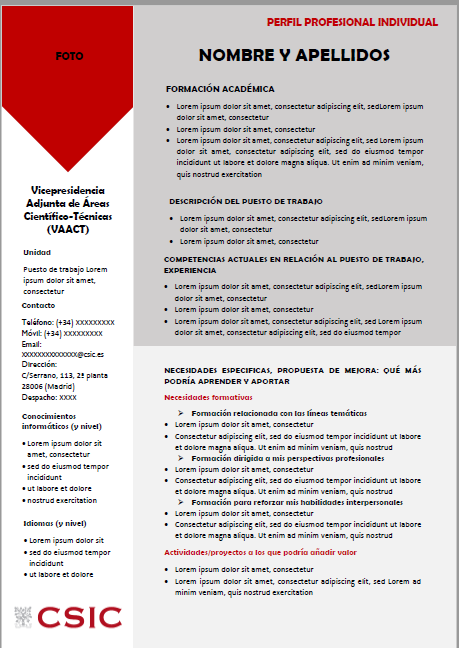 PERFIL PROFESIONAL INDIVIDUAL
FOTO
NOMBRE Y APELLIDOS
FORMACIÓN ACADÉMICA
• Lorem ipsum dolor sit amet, consectetur adipiscing elit, sedLorem ipsum
dolor sit amet, consectetur
• Lorem ipsum dolor sit amet, consectetur
• Lorem ipsum dolor sit amet, consectetur adipiscing elit, sed Lorem ipsum
dolor sit amet, consectetur adipiscing elit, sed do eiusmod tempor
incididunt ut labore et dolore magna aliqua. Ut enim ad minim veniam,
quis nostrud exercitation
DESCRIPCIÓN DEL PUESTO DE TRABAJO
• Lorem ipsum dolor sit amet, consectetur adipiscing elit, sedLorem ipsum
dolor sit amet, consectetur
• Lorem ipsum dolor sit amet, consectetur
COMPETENCIAS ACTUALES EN RELACIÓN AL PUESTO DE TRABAJO,
EXPERIENCIA
• Lorem ipsum dolor sit amet, consectetur adipiscing elit, sedLorem ipsum
dolor sit amet, consectetur
• Lorem ipsum dolor sit amet, consectetur
• Lorem ipsum dolor sit amet, consectetur adipiscing elit, sed Lorem ipsum
dolor sit amet, consectetur adipiscing elit, sed do eiusmod tempor
Vicepresidencia
Adjunta de Áreas
Científico-Técnicas
(VAACT)
Unidad
Puesto de trabajo Lorem
ipsum dolor sit amet,
consectetur
Contacto
Teléfono: (+34) XXXXXXXXX
Móvil: (+34) XXXXXXXXX
Email:
XXXXXXXXXXXXX@csic.es
Dirección:
C/Serrano, 113, 2ª planta
28006 (Madrid)
Despacho: XXXX
Conocimientos
informáticos (y nivel)
• Lorem ipsum dolor sit
amet, consectetur
• sed do eiusmod tempor
incididunt
• ut labore et dolore
• nostrud exercitation
Idiomas (y nivel)
• Lorem ipsum dolor sit
• sed do eiusmod tempor
incididunt
• ut labore et dolore
CSIC
NECESIDADES ESPECIFICAS, PROPUESTA DE MEJORA: QUÉ MÁS
PODRÍA APRENDER Y APORTAR
Necesidades formativas
➢ Formación relacionada con las líneas temáticas
• Lorem ipsum dolor sit amet, consectetur
• Consectetur adipiscing elit, sed do eiusmod tempor incididunt ut labore
et dolore magna aliqua. Ut enim ad minim veniam, quis nostrud
➢ Formación dirigida a mis perspectivas profesionales
• Lorem ipsum dolor sit amet, consectetur
• Consectetur adipiscing elit, sed do eiusmod tempor incididunt ut labore
et dolore magna aliqua. Ut enim ad minim veniam, quis nostrud
➢ Formación para reforzar mis habilidades interpersonales
• Lorem ipsum dolor sit amet, consectetur
• Consectetur adipiscing elit, sed do eiusmod tempor incididunt ut labore
et dolore magna aliqua. Ut enim ad minim veniam, quis nostrud
Actividades/proyectos a los que podría añadir valor
• Lorem ipsum dolor sit amet, consectetur
• Lorem ipsum dolor sit amet, consectetur adipiscing elit, sed Lorem ad
minim veniam, quis nostrud exercitation